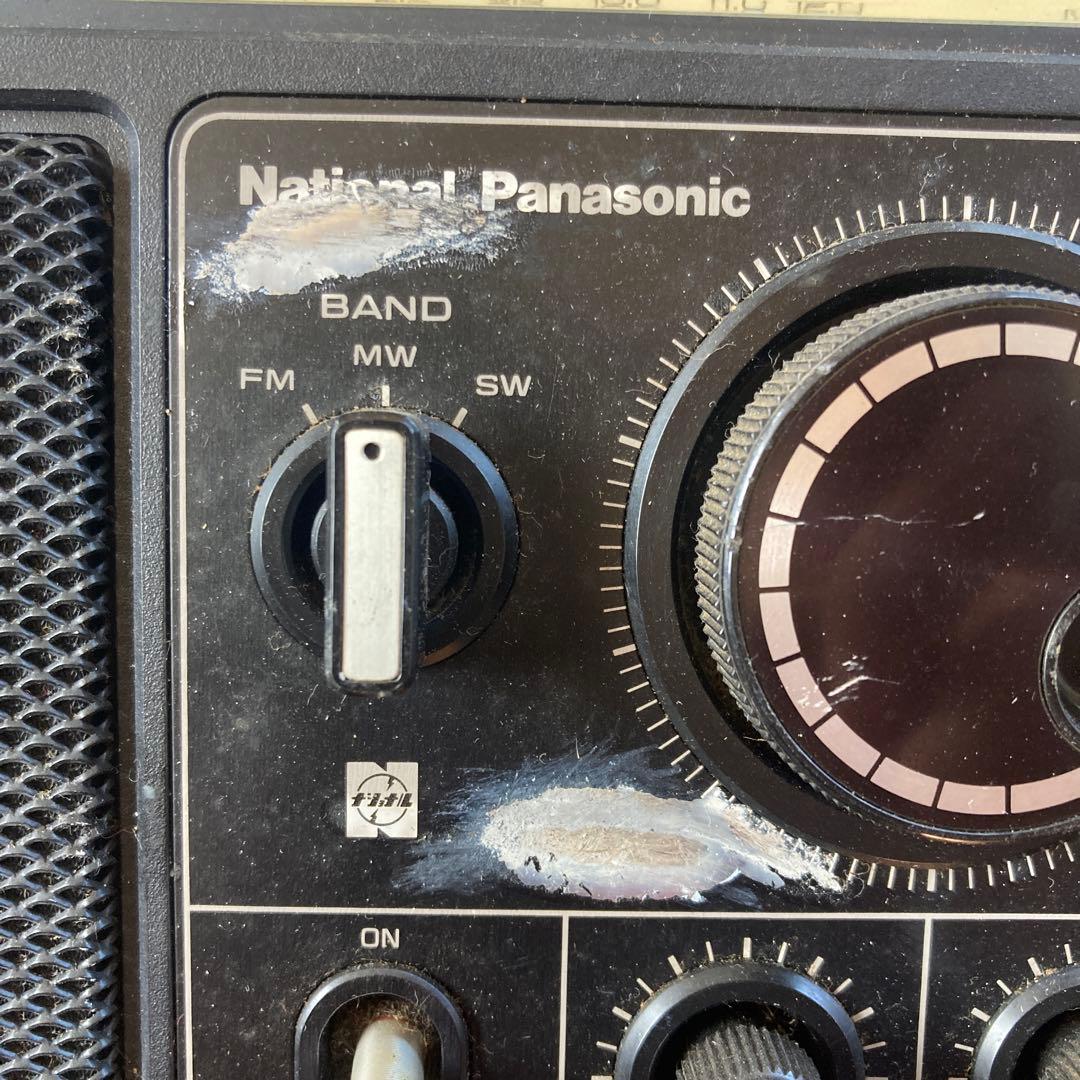 National Panasonic
BAND
MW
FM
SW
ナショナル
ON